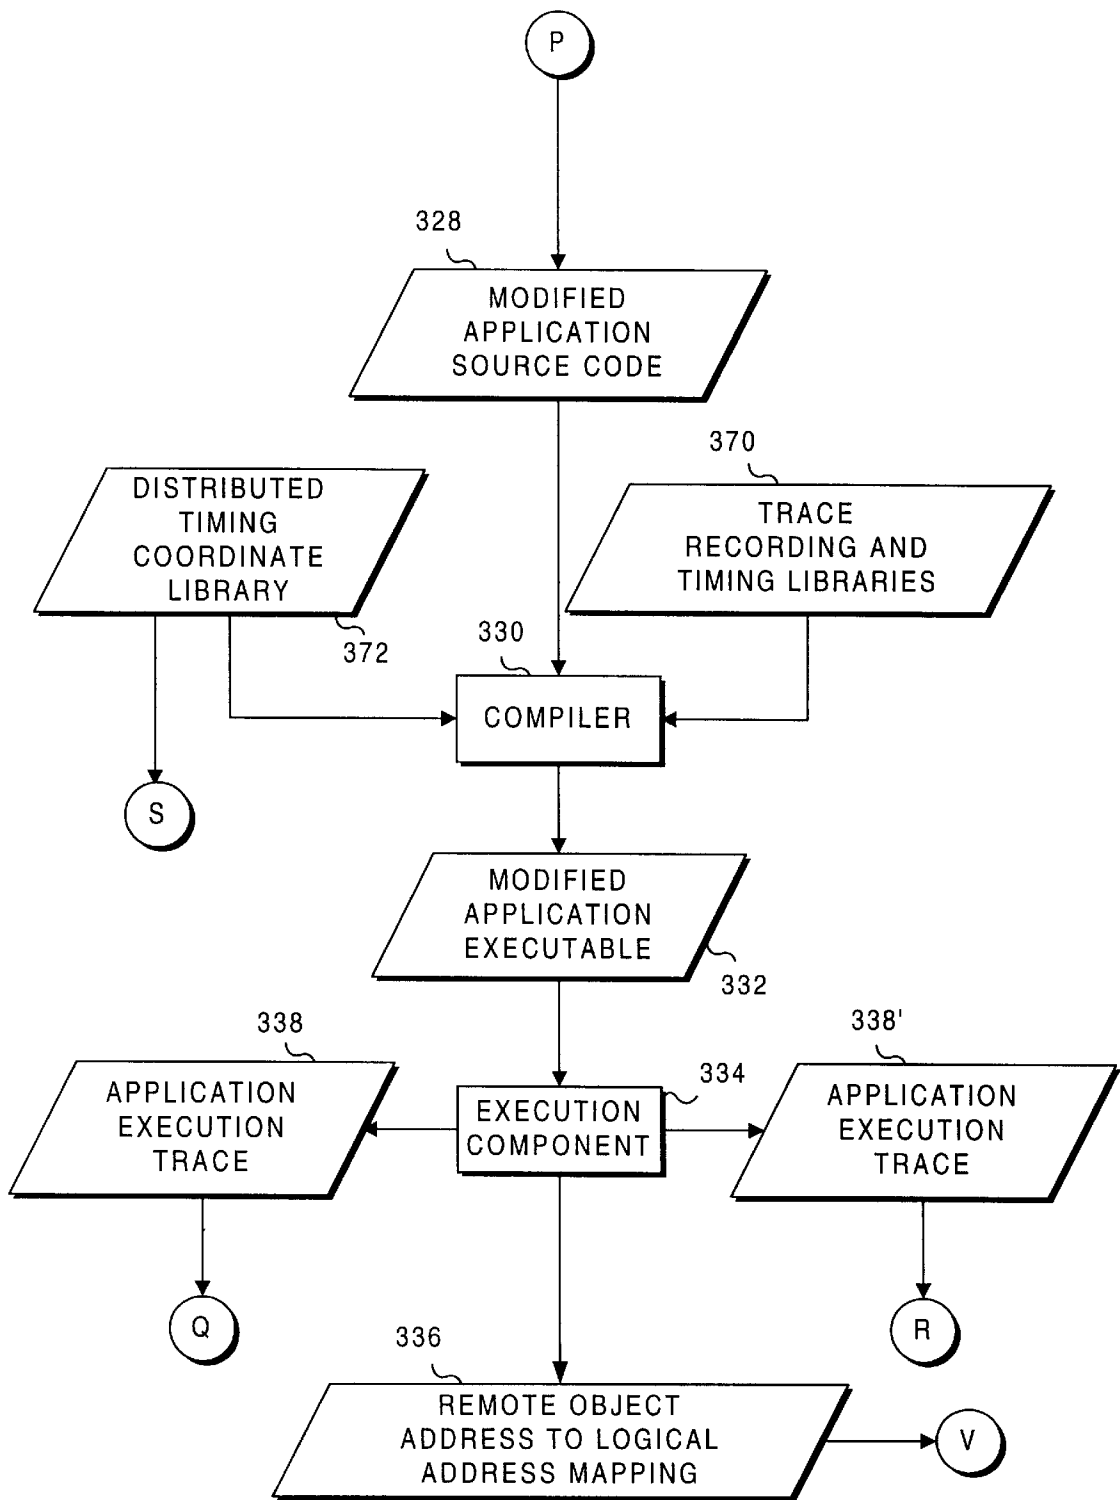 P
328
MODIFIED
APPLICATION
SOURCE CODE
370
DISTRIBUTED
TIMING
COORDINATE
LIBRARY
TRACE
RECORDING AND
TIMING LIBRARIES
372
330
COMPILER
S
MODIFIED
APPLICATION
EXECUTABLE
332
338
338'
334
APPLICATION
EXECUTION
TRACE
EXECUTION
COMPONENT
APPLICATION
EXECUTION
TRACE
Q
R
336
REMOTE OBJECT
ADDRESS TO LOGICAL
ADDRESS MAPPING
V